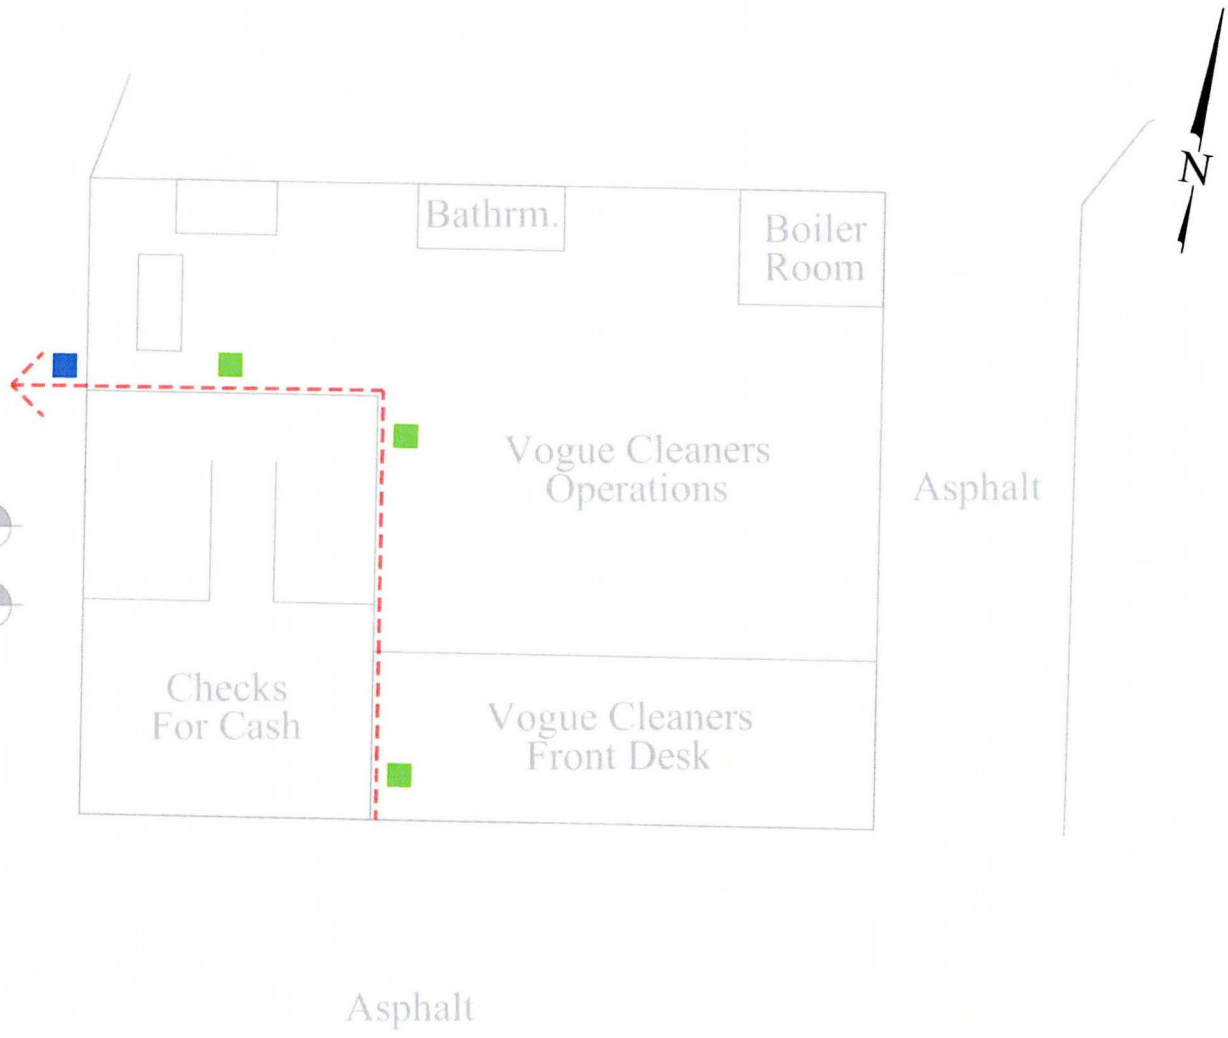 N
Bathrm.
Boiler
Room
Vogue Cleaners
Operations
Asphalt
Checks
For Cash
Vogue Cleaners
Front Desk
Asphalt